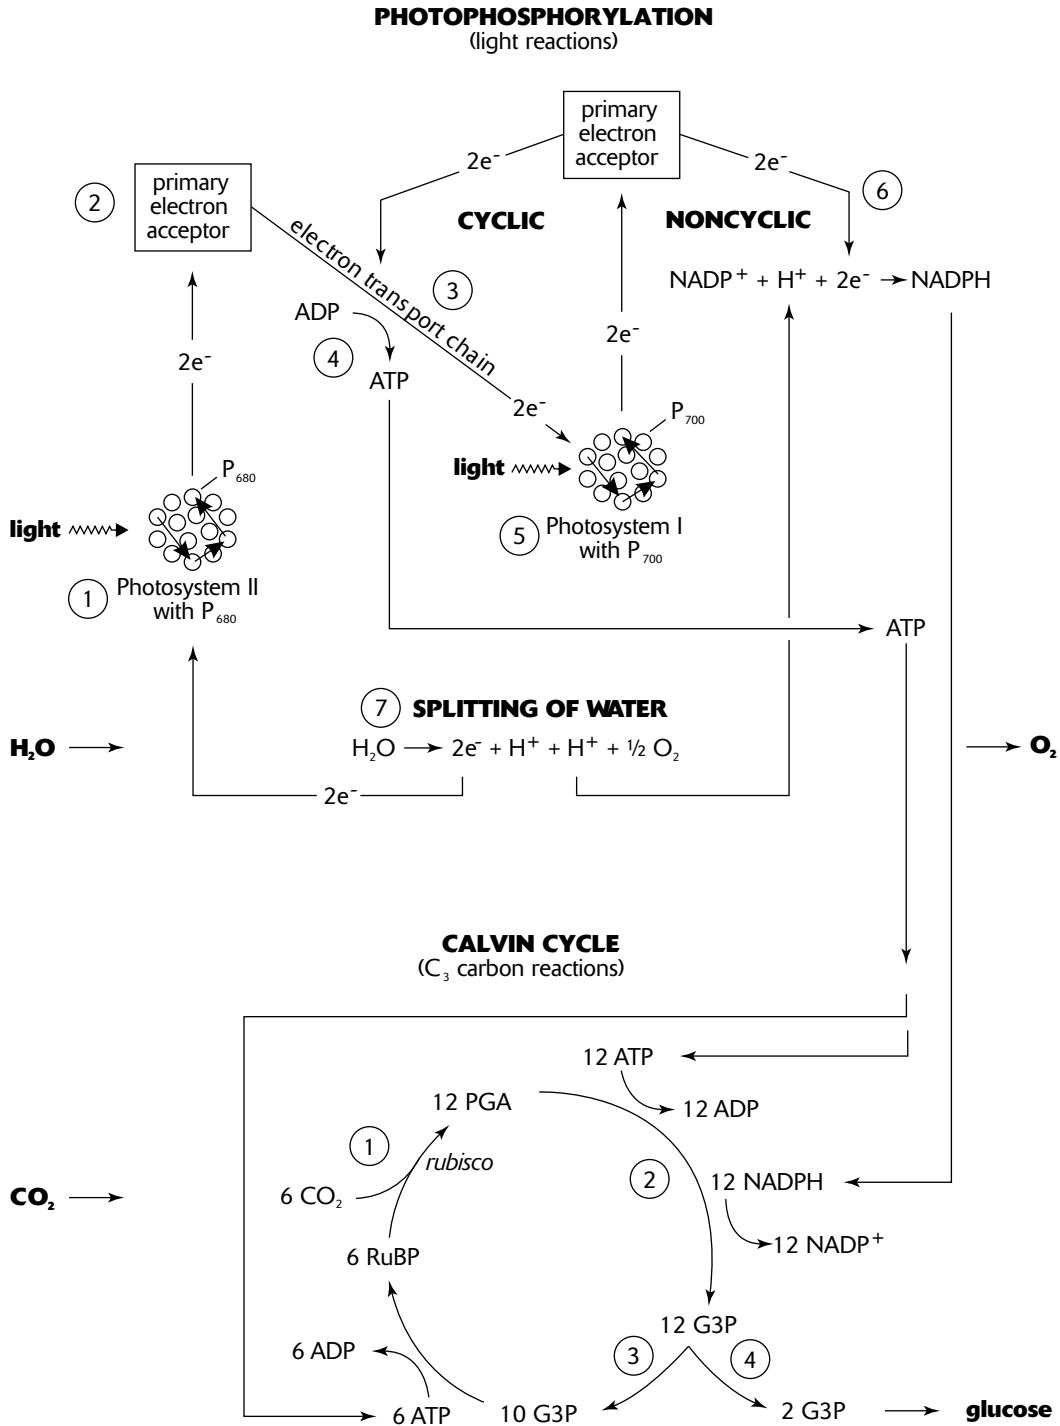 PHOTOPHOSPHORYLATION
(light reactions)
primary
electron
acceptor
2e⁻
2e⁻
6
2
primary
electron
acceptor
CYCLIC
NONCYCLIC
electron transport chain
3
NADP⁺ + H⁺ + 2e⁻ → NADPH
ADP
4
ATP
2e⁻
2e⁻
2e⁻
P₇₀₀
light
P₆₈₀
light
5
Photosystem I
with P₇₀₀
1
Photosystem II
with P₆₈₀
ATP
7
SPLITTING OF WATER
H₂O
H₂O → 2e⁻ + H⁺ + H⁺ + ½ O₂
O₂
2e⁻
CALVIN CYCLE
(C₃ carbon reactions)
12 ATP
12 PGA
12 ADP
1
rubisco
2
12 NADPH
CO₂
6 CO₂
12 NADP⁺
6 RuBP
12 G3P
6 ADP
3
4
6 ATP
10 G3P
2 G3P
glucose